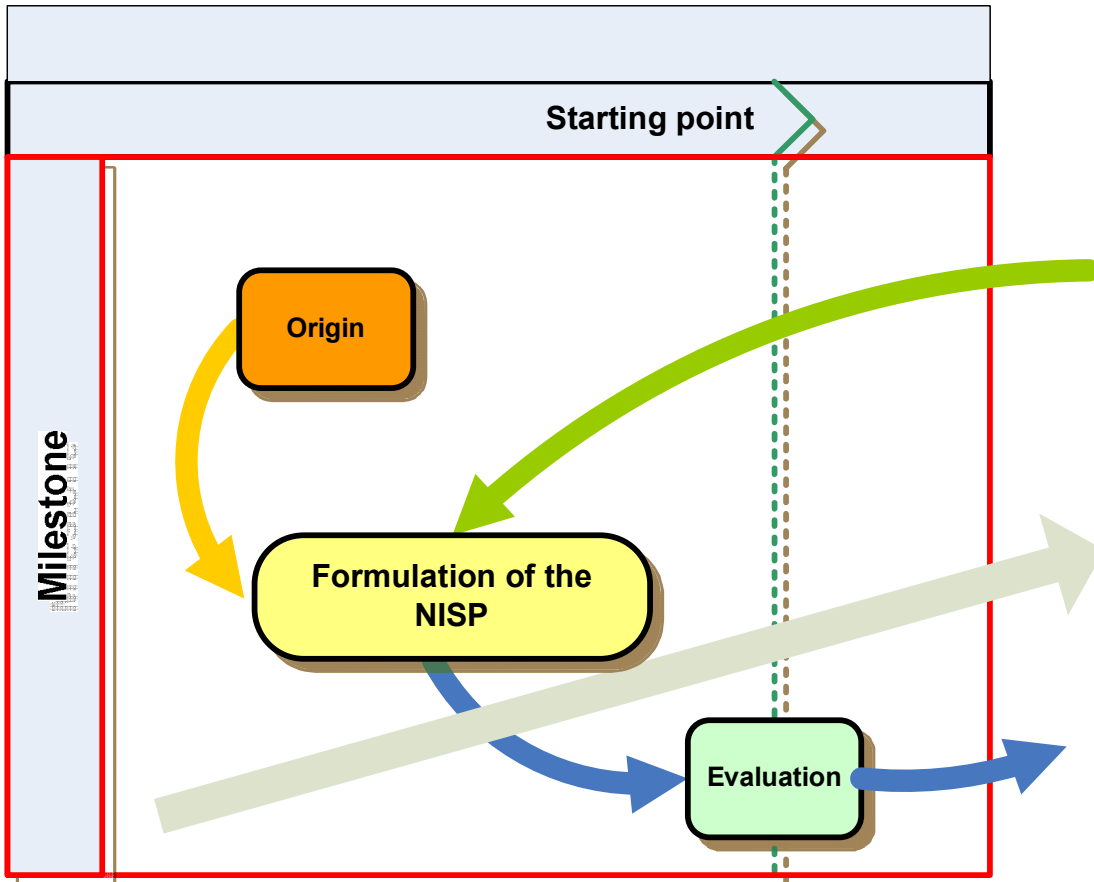 Starting point
Milestone
Origin
Formulation of the
NISP
Evaluation